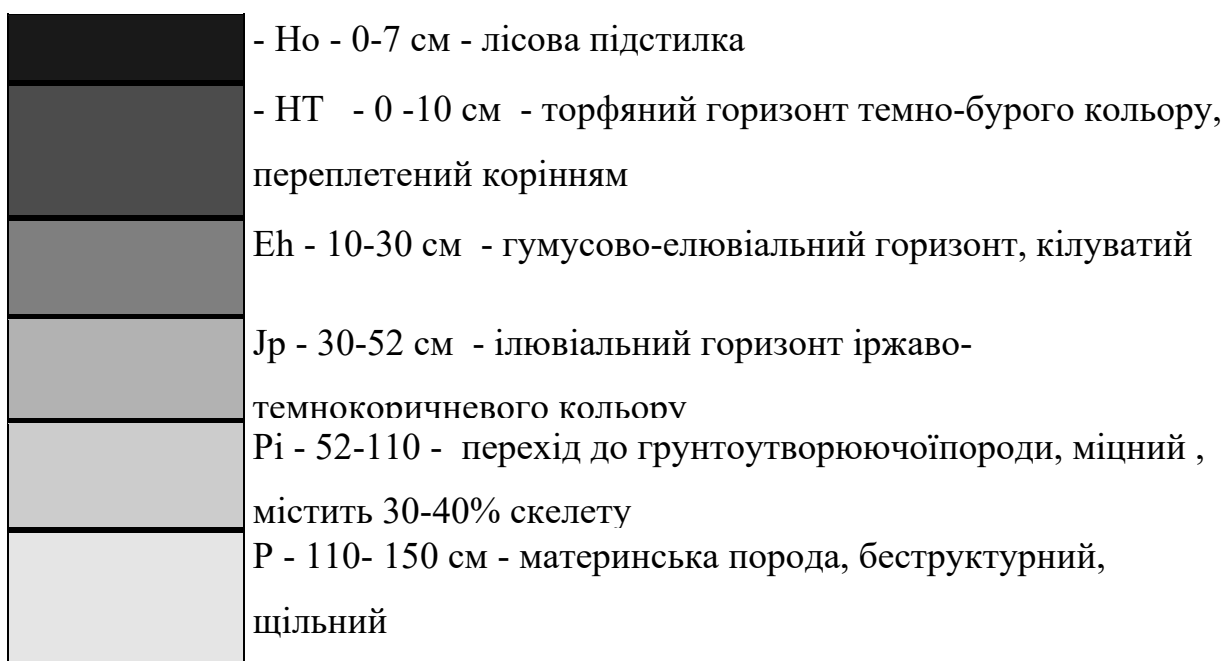 - Но - 0-7 см - лісова підстилка
- НТ - 0 -10 см - торфяний горизонт темно-бурого кольору,
переплетений корінням
Eh - 10-30 см - гумусово-елювіальний горизонт, кілуватий
Jp - 30-52 см - ілювіальний горизонт іржаво-
темнокоричневого кольору
Pi - 52-110 - перехід до грунтоутворюючоїпороди, міцний ,
містить 30-40% скелету
P - 110- 150 см - материнська порода, беструктурний,
щільний